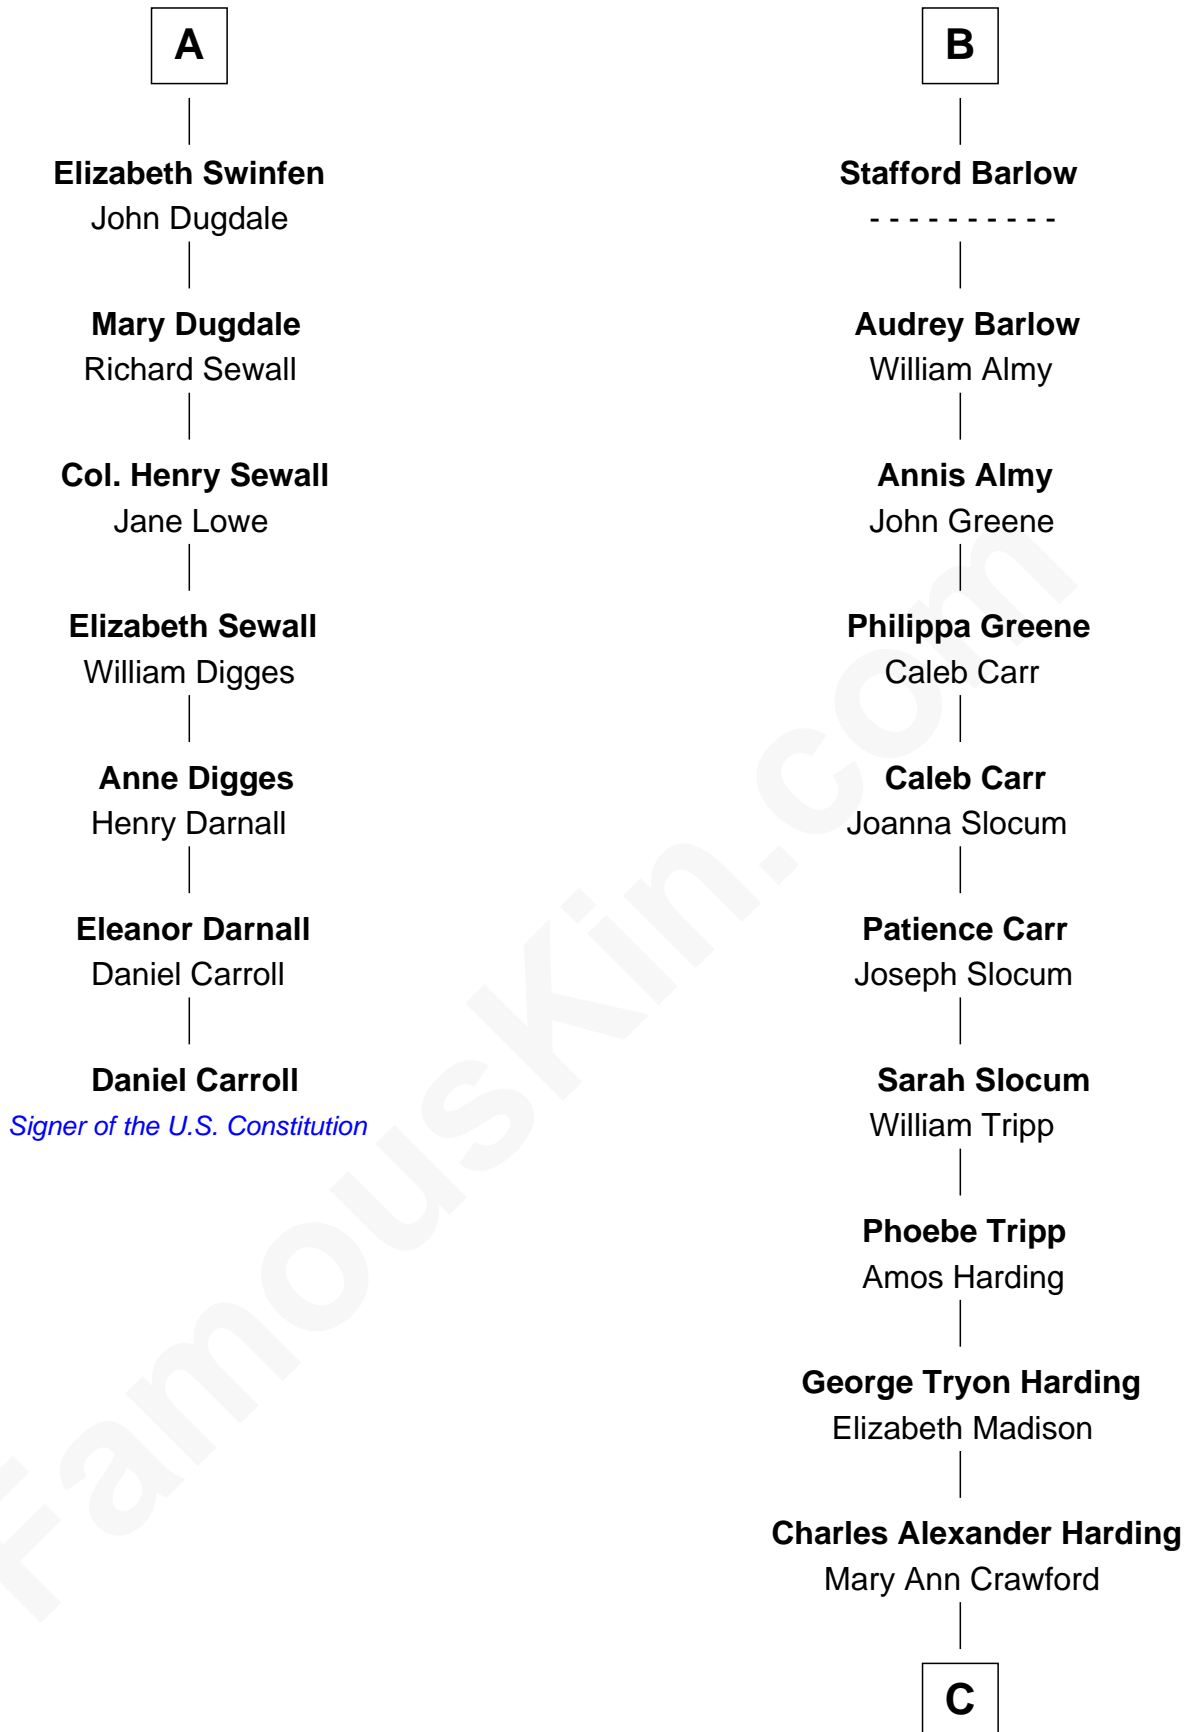 A
Elizabeth Swinfen
John Dugdale
Mary Dugdale
Richard Sewall
Col. Henry Sewall
Jane Lowe
Elizabeth Sewall
William Digges
Anne Digges
Henry Darnall
Eleanor Darnall
Daniel Carroll
Daniel Carroll
Signer of the U.S. Constitution
B
Stafford Barlow
- - - - - - - - - -
Audrey Barlow
William Almy
Annis Almy
John Greene
Philippa Greene
Caleb Carr
Caleb Carr
Joanna Slocum
Patience Carr
Joseph Slocum
Sarah Slocum
William Tripp
Phoebe Tripp
Amos Harding
George Tryon Harding
Elizabeth Madison
Charles Alexander Harding
Mary Ann Crawford
C
FamousKin.com